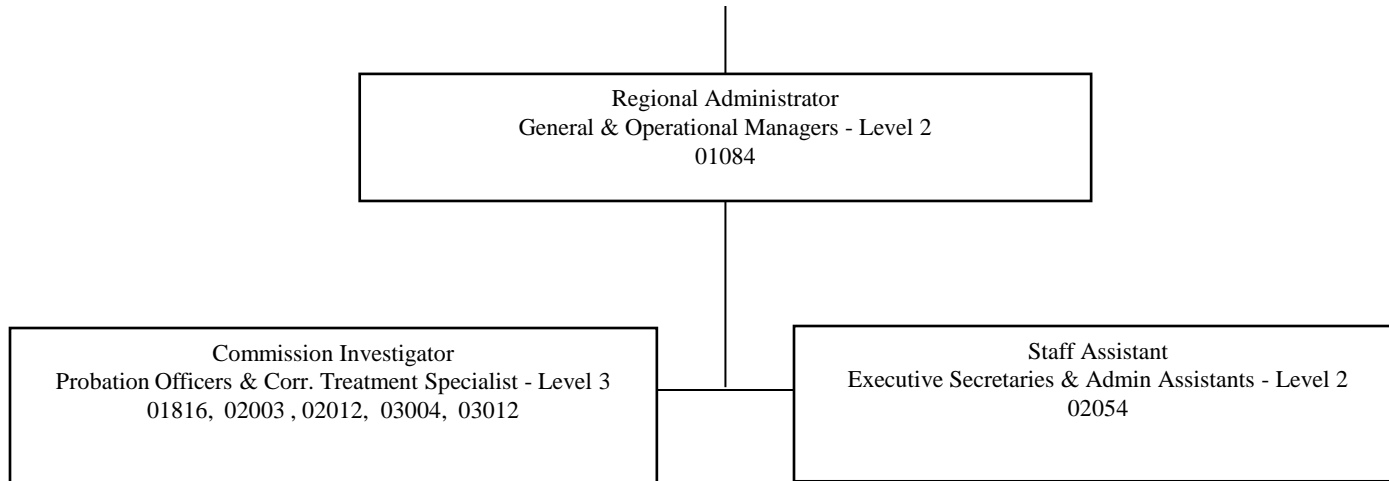 Regional Administrator
General & Operational Managers - Level 2
01084
Commission Investigator
Probation Officers & Corr. Treatment Specialist - Level 3
01816, 02003 , 02012, 03004, 03012
Staff Assistant
Executive Secretaries & Admin Assistants - Level 2
02054